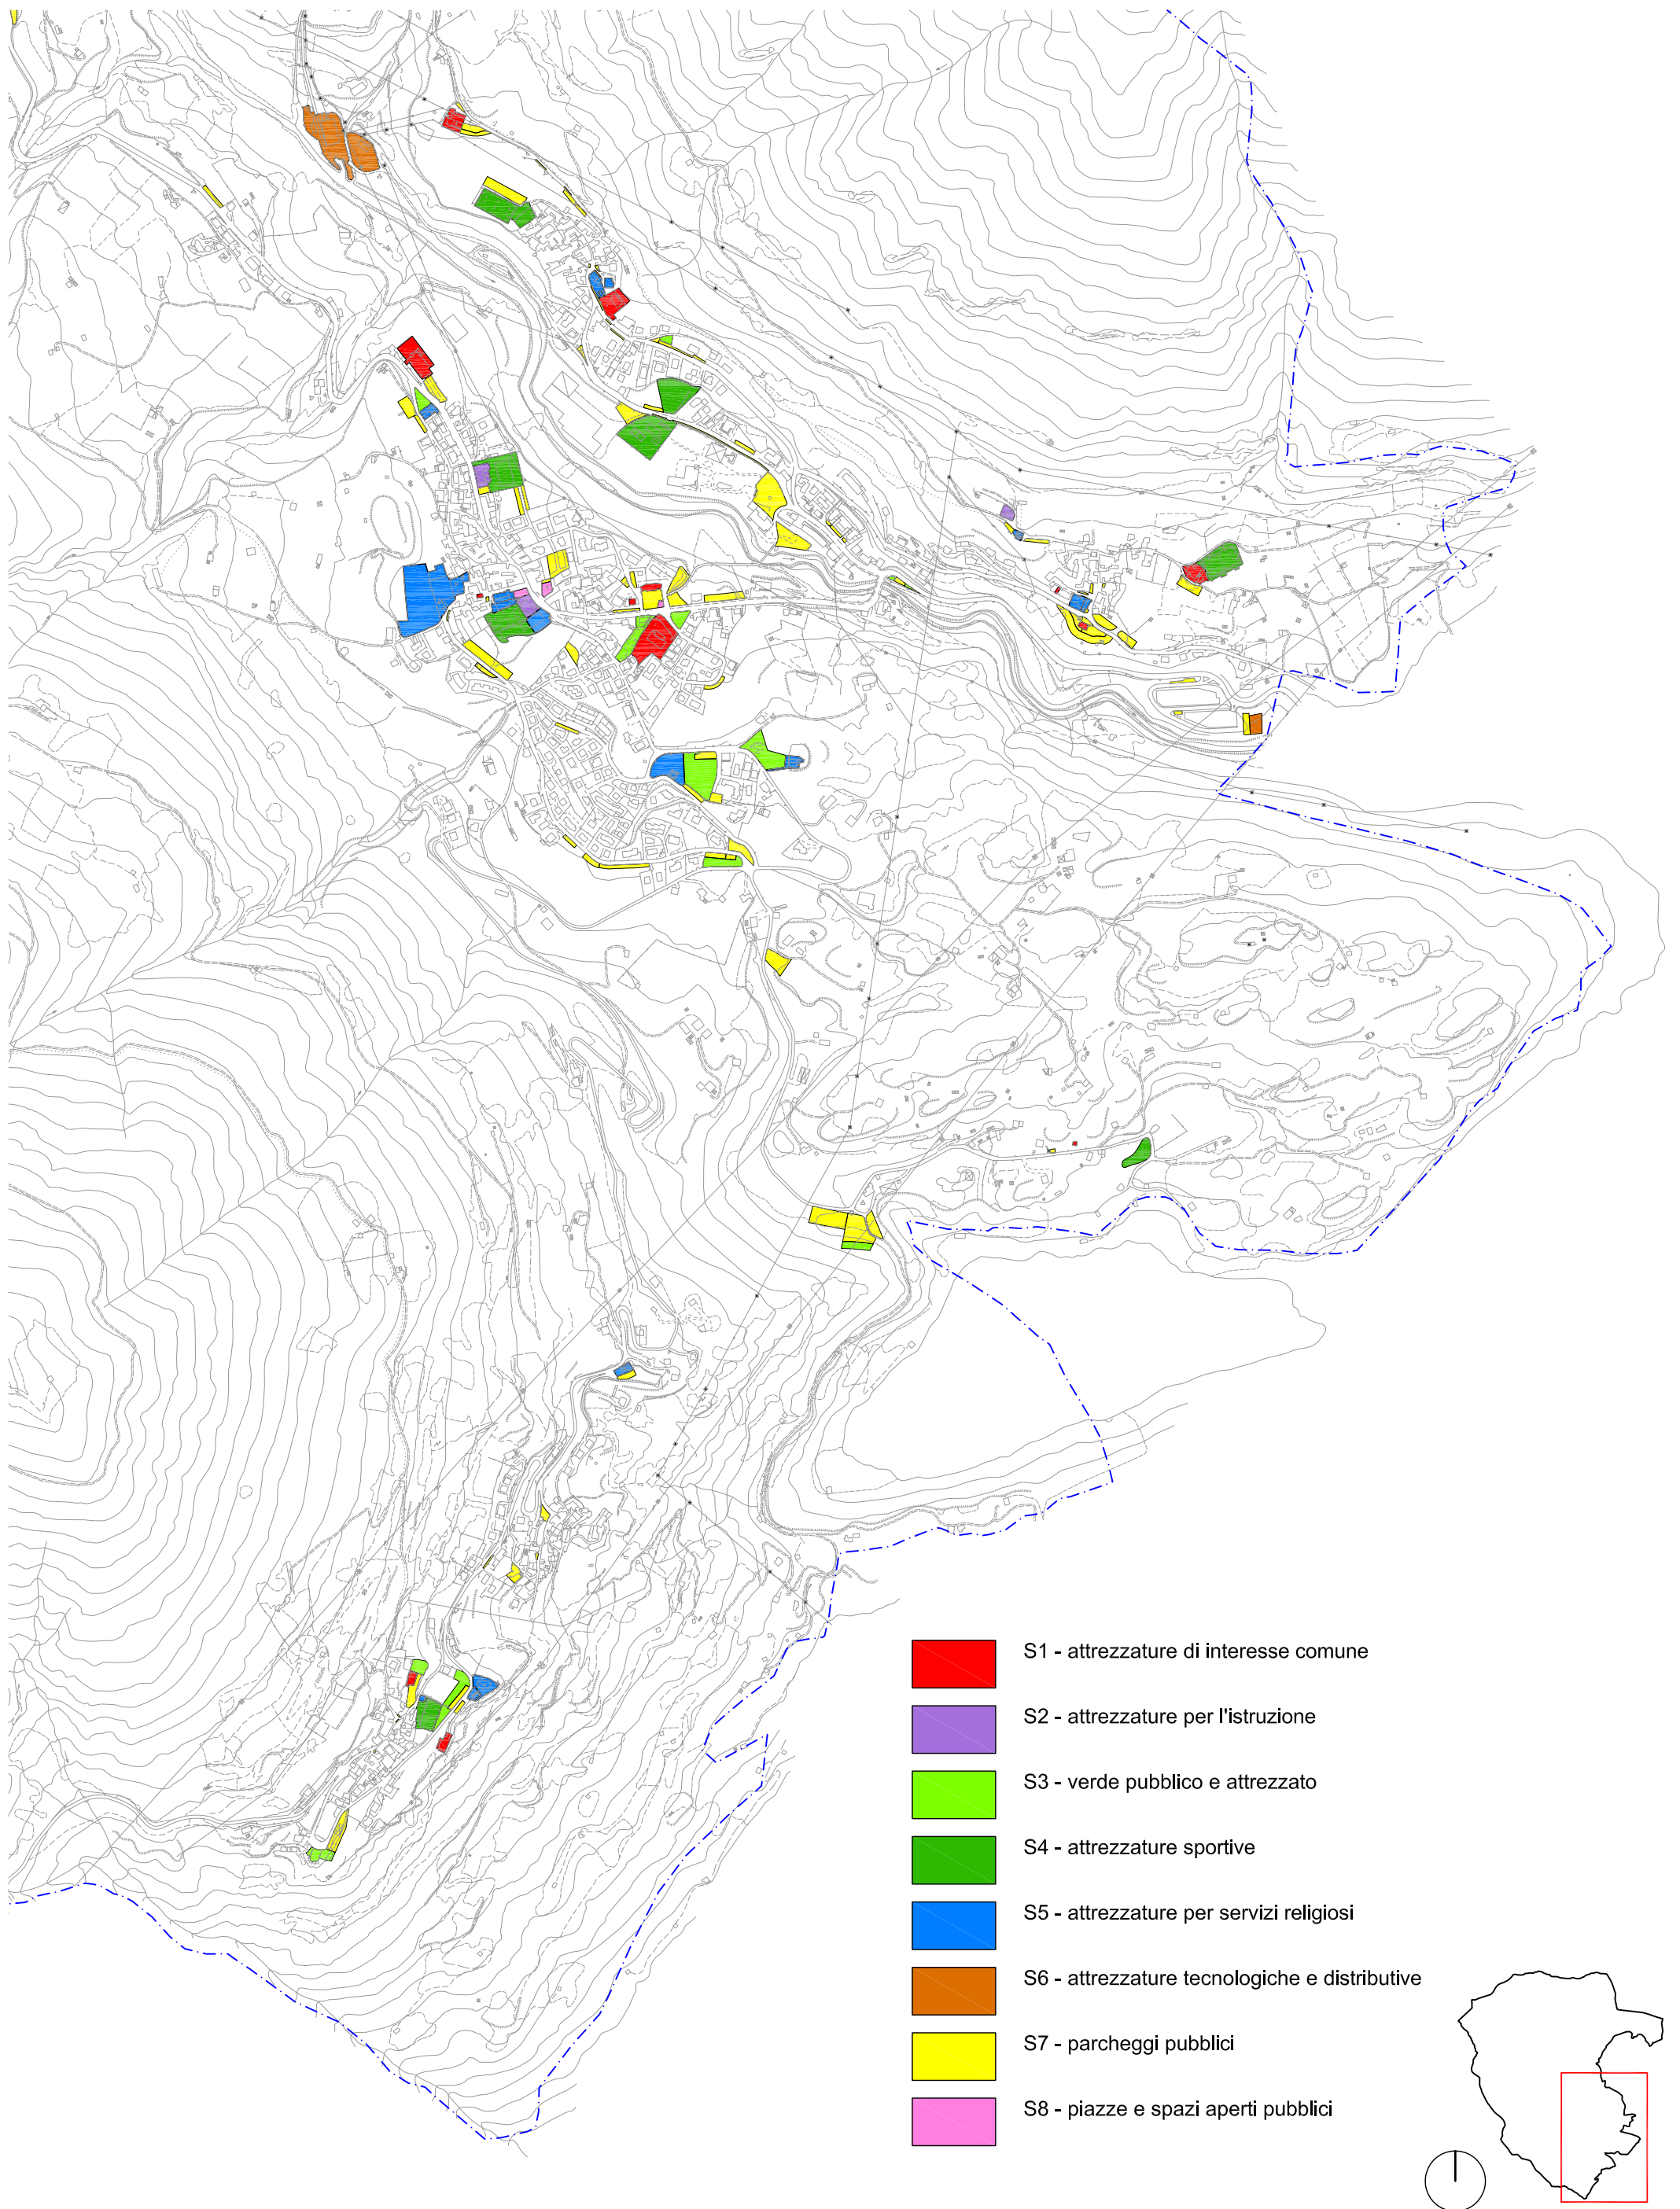 S1 - attrezzature di interesse comune
S2 - attrezzature per l'istruzione
S3 - verde pubblico e attrezzato
S4 - attrezzature sportive
S5 - attrezzature per servizi religiosi
S6 - attrezzature tecnologiche e distributive
S7 - parcheggi pubblici
S8 - piazze e spazi aperti pubblici